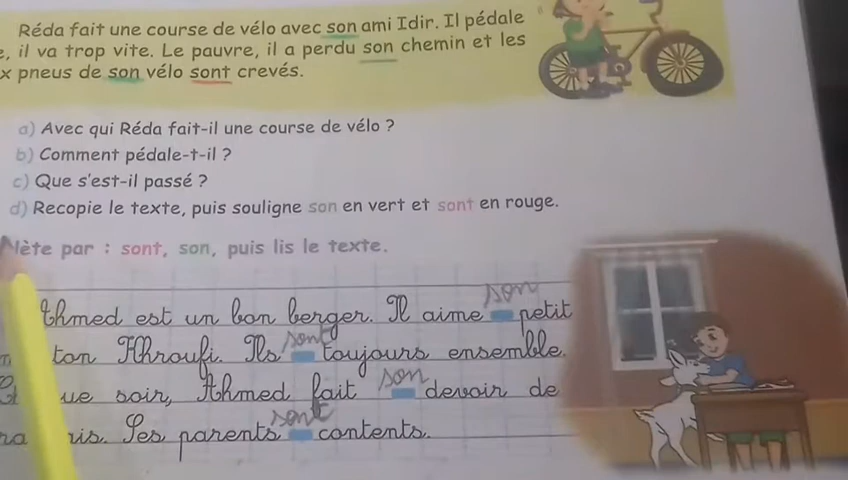 Réda fait une course de vélo avec son ami Idir. Il pédale
, il va trop vite. Le pauvre, il a perdu son chemin et les
x pneus de son vélo sont crevés.
a) Avec qui Réda fait-il une course de vélo ?
b) Comment pédale-t-il ?
c) Que s'est-il passé ?
d) Recopie le texte, puis souligne son en vert et sont en rouge.
lète par : sont, son, puis lis le texte.
Ahmed est un bon berger. Il aime son petit
ton Khroufi. Ils sont toujours ensemble.
ue soir, Ahmed fait son devoir de
is. Ses parents sont contents.